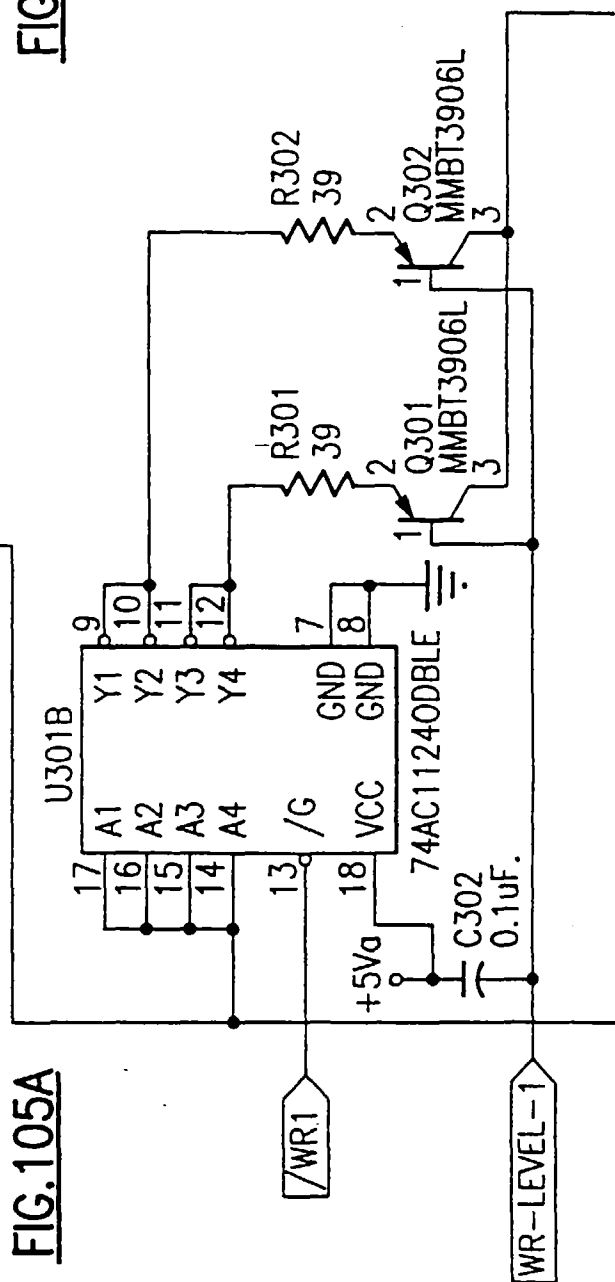 FIG.105A
FIG
U301B
17 A1 Y1 9
16 A2 Y2 10
15 A3 Y3 11
14 A4 Y4 12
/WR1
13 /G
GND 7
18 VCC GND 8
+5Va
74AC11240DBLE
C302
0.1uF.
R301
39
R302
39
2
1
Q301
MMBT3906L
3
2
1
Q302
MMBT3906L
3
WR-LEVEL-1